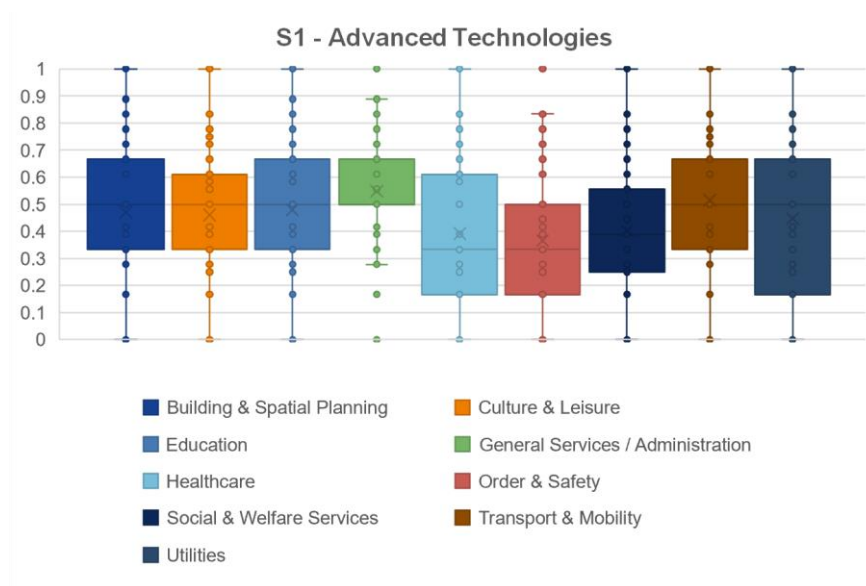 S1 - Advanced Technologies
1
0.9
0.8
0.7
0.6
0.5
0.4
0.3
0.2
0.1
0
Building & Spatial Planning
Culture & Leisure
Education
General Services / Administration
Healthcare
Order & Safety
Social & Welfare Services
Transport & Mobility
Utilities